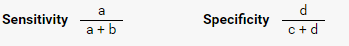 Sensitivity a / a + b Specificity d / c + d